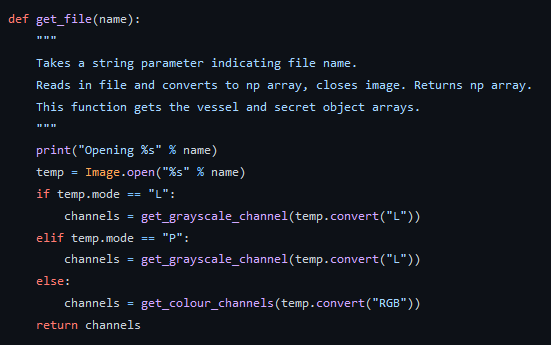 def get_file(name):
    """
    Takes a string parameter indicating file name.
    Reads in file and converts to np array, closes image. Returns np array.
    This function gets the vessel and secret object arrays.
    """
    print("Opening %s" % name)
    temp = Image.open("%s" % name)
    if temp.mode == "L":
        channels = get_grayscale_channel(temp.convert("L"))
    elif temp.mode == "P":
        channels = get_grayscale_channel(temp.convert("L"))
    else:
        channels = get_colour_channels(temp.convert("RGB"))
    return channels